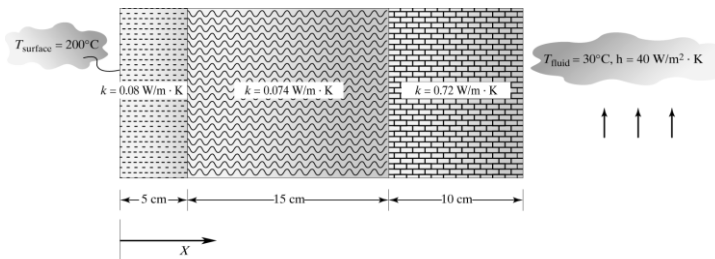 T_surface = 200°C
k = 0.08 W/m · K
k = 0.074 W/m · K
k = 0.72 W/m · K
T_fluid = 30°C, h = 40 W/m² · K
5 cm
15 cm
10 cm
X